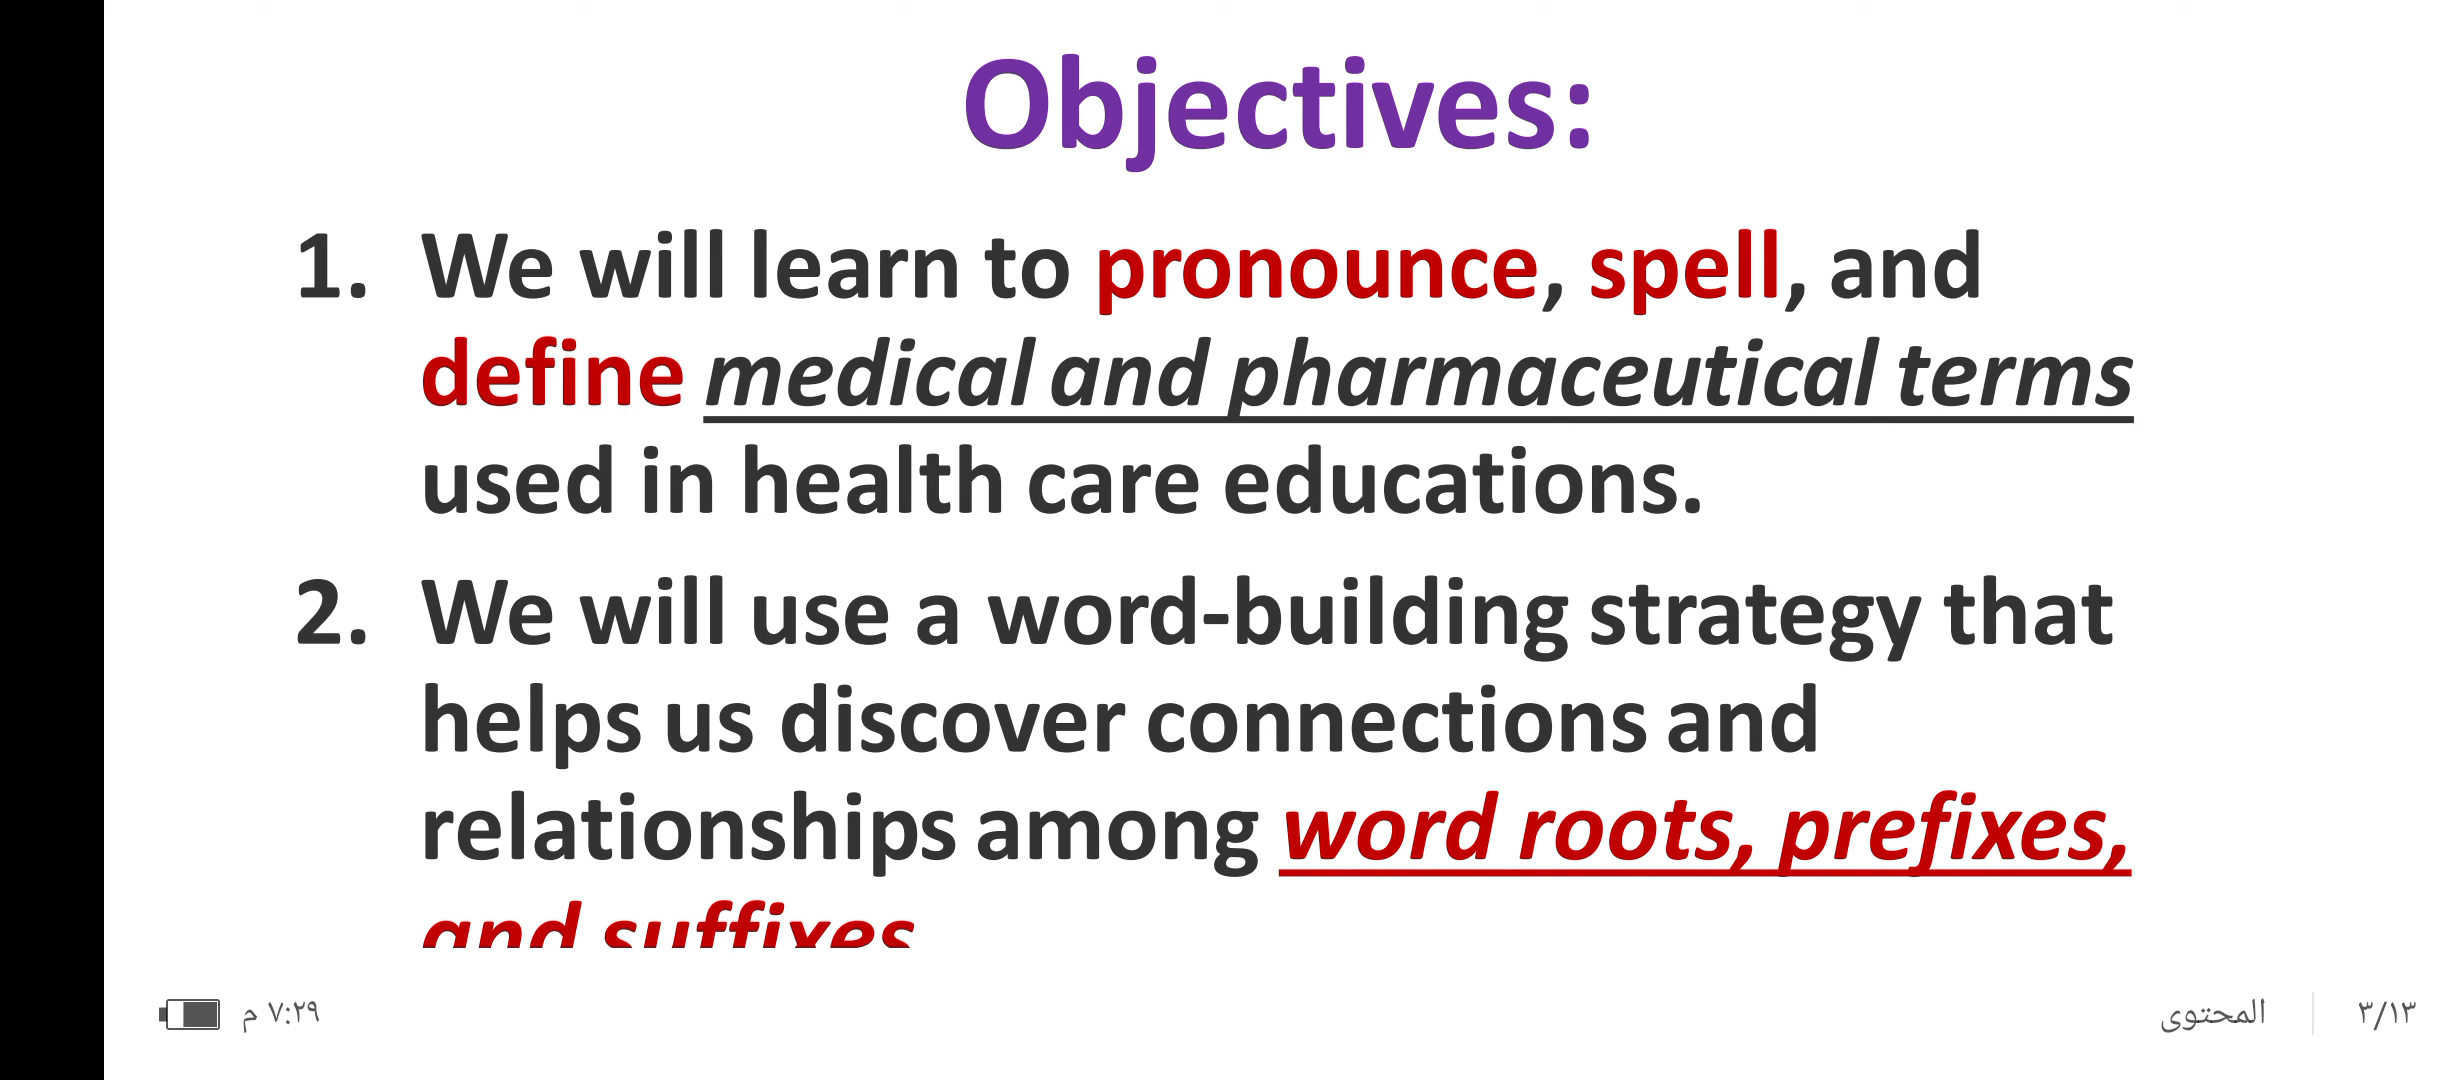 Objectives:
1. We will learn to pronounce, spell, and
define medical and pharmaceutical terms
used in health care educations.
2. We will use a word-building strategy that
helps us discover connections and
relationships among word roots, prefixes,
and suffixes
٧:٢٩ م
المحتوى
٣/١٣